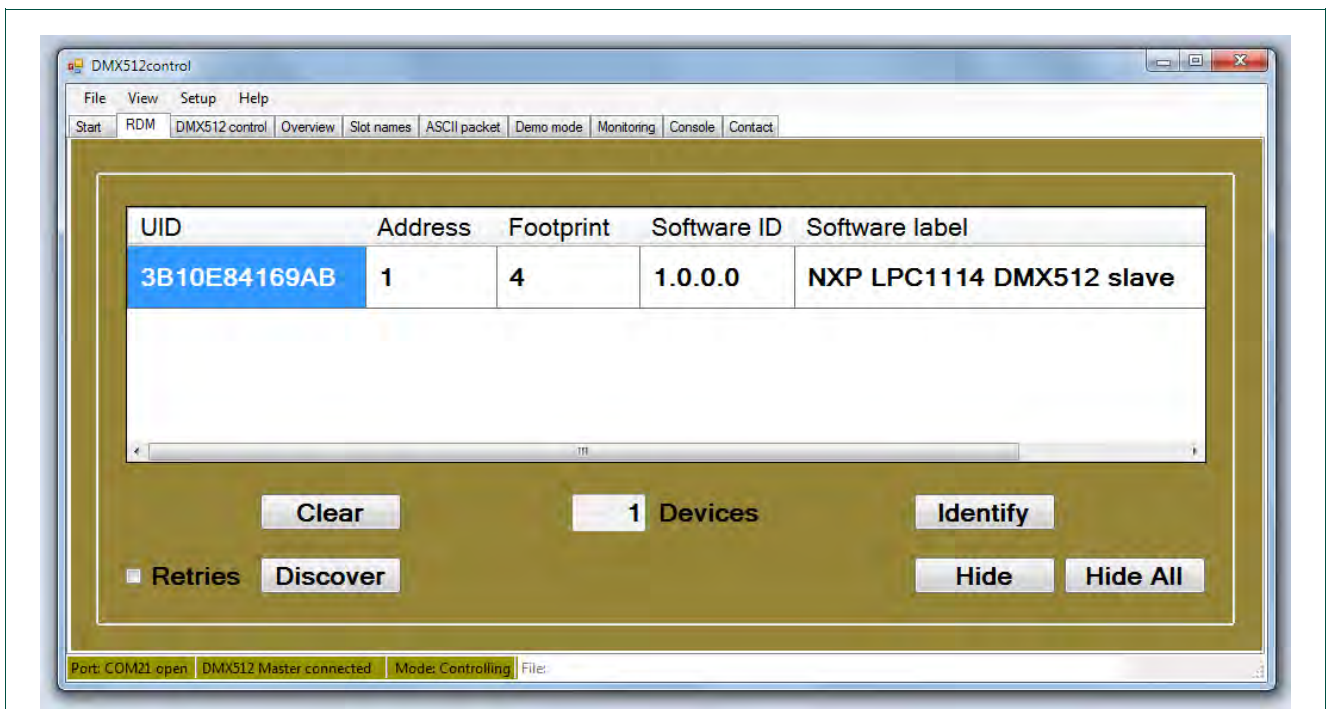 DMX512control
File View Setup Help
Start RDM DMX512 control Overview Slot names ASCII packet Demo mode Monitoring Console Contact
UID Address Footprint Software ID Software label
3B10E84169AB 1 4 1.0.0.0 NXP LPC1114 DMX512 slave
Clear 1 Devices Identify
Retries Discover Hide Hide All
Port: COM21 open DMX512 Master connected Mode: Controlling File: